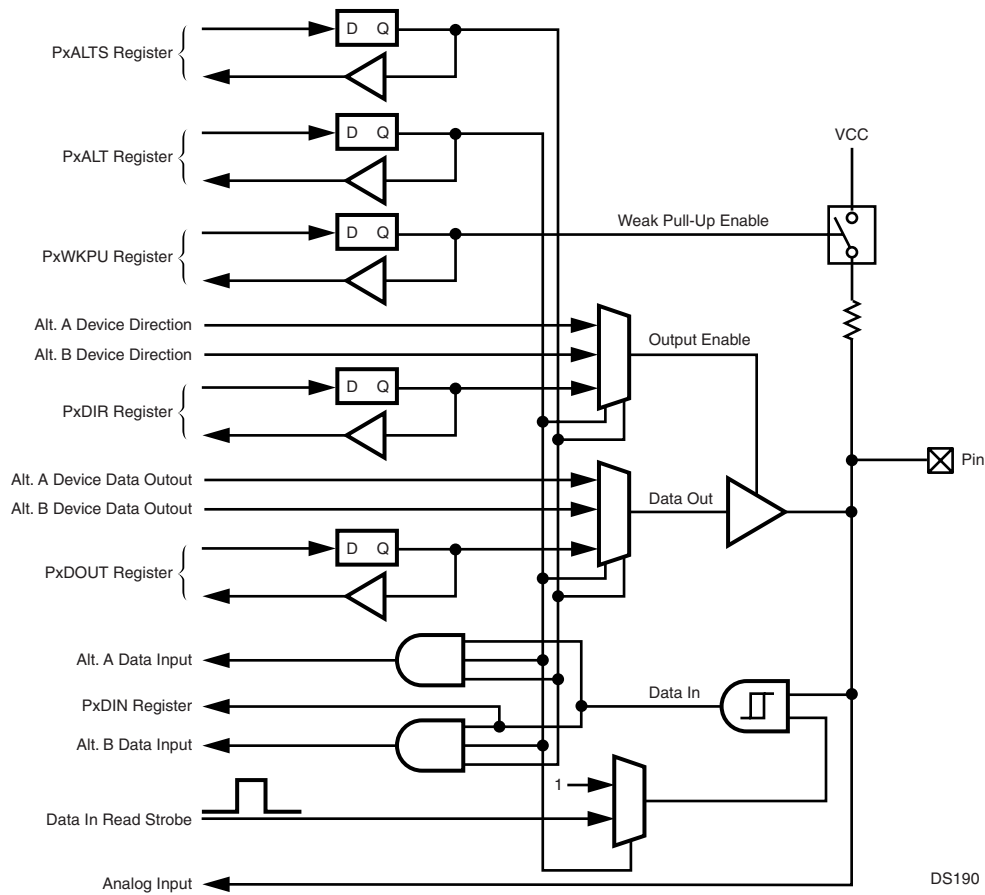 D Q
PxALTS Register
D Q
PxALT Register
VCC
D Q
Weak Pull-Up Enable
PxWKPU Register
Alt. A Device Direction
Output Enable
Alt. B Device Direction
D Q
PxDIR Register
Pin
Alt. A Device Data Outout
Data Out
Alt. B Device Data Outout
D Q
PxDOUT Register
Alt. A Data Input
Data In
PxDIN Register
Alt. B Data Input
1
Data In Read Strobe
Analog Input
DS190